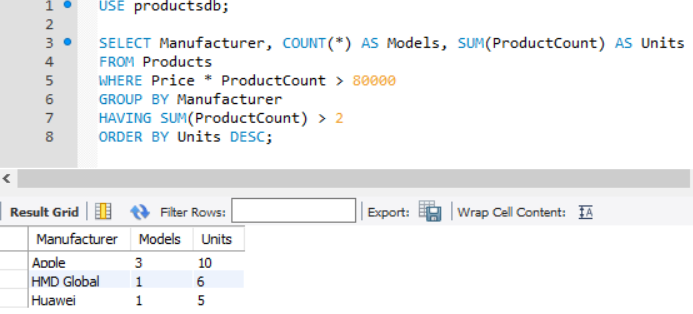 1 USE productsdb;
2
3 SELECT Manufacturer, COUNT(*) AS Models, SUM(ProductCount) AS Units
4 FROM Products
5 WHERE Price * ProductCount > 80000
6 GROUP BY Manufacturer
7 HAVING SUM(ProductCount) > 2
8 ORDER BY Units DESC;
Result Grid Filter Rows: Export: Wrap Cell Content: IA
Manufacturer Models Units
Apple 3 10
HMD Global 1 6
Huawei 1 5